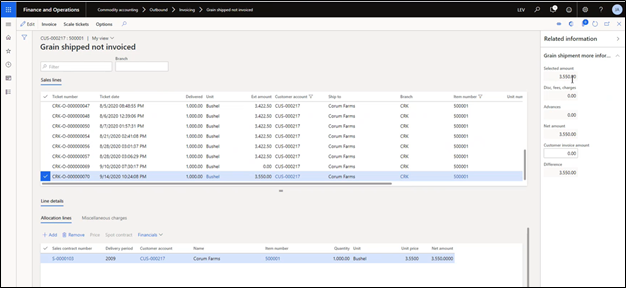 Finance and Operations
Commodity accounting > Outbound > Invoicing > Grain shipped not invoiced
LEV
Edit Invoice Scale tickets Options
CUS-000217 : 500001 | My view
Grain shipped not invoiced
Filter
Branch
Sales lines
Ticket number Ticket date Delivered Unit Est amount Customer account Ship to Branch Item number Unit num
CRK-O-000000047 8/5/2020 08:48:55 PM 1,000.00 Bushel 3,422.50 CUS-000217 Corum Farms CRK 500001
CRK-O-000000048 8/6/2020 12:39:06 PM 1,000.00 Bushel 3,422.50 CUS-000217 Corum Farms CRK 500001
CRK-O-000000050 8/7/2020 01:57:31 PM 1,000.00 Bushel 3,422.50 CUS-000217 Corum Farms CRK 500001
CRK-O-000000054 8/21/2020 02:41:08 PM 1,000.00 Bushel 3,422.50 CUS-000217 Corum Farms CRK 500001
CRK-O-000000056 8/28/2020 03:01:37 PM 1,000.00 Bushel 3,422.50 CUS-000217 Corum Farms CRK 500001
CRK-O-000000057 8/28/2020 03:06:29 PM 1,000.00 Bushel 3,422.50 CUS-000217 Corum Farms CRK 500001
CRK-O-000000069 9/10/2020 07:30:17 PM 1,000.00 Bushel 0.00 CUS-000217 Corum Farms CRK 500001
CRK-O-000000070 9/14/2020 10:24:08 PM 1,000.00 Bushel 3,550.00 CUS-000217 Corum Farms CRK 500001
Line details
Allocation lines Miscellaneous charges
+ Add Remove Price Spot contract Financials
Sales contract number Delivery period Customer account Name Item number Quantity Unit Unit price Net amount
S-0000103 2009 CUS-000217 Corum Farms 500001 1,000.00 Bushel 3.5500 3,550.0000
Related information
Grain shipment more infor...
Selected amount
3,550.00
Disc, fees, charges
0.00
Advances
0.00
Net amount
3,550.00
Customer invoice amount
0.00
Difference
3,550.00